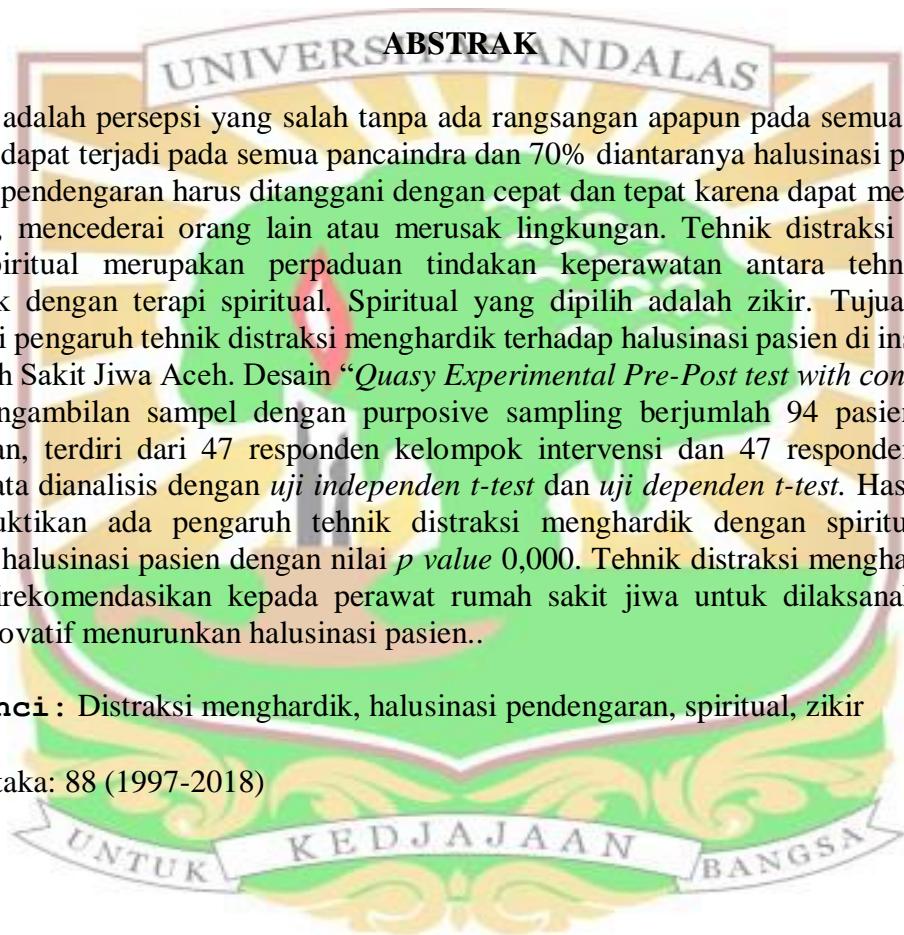 ABSTRAK
UNIVERSITAS ANDALAS
adalah persepsi yang salah tanpa ada rangsangan apapun pada semua
dapat terjadi pada semua pancaindra dan 70% diantaranya halusinasi p
pendengaran harus ditanggani dengan cepat dan tepat karena dapat me
, mencederai orang lain atau merusak lingkungan. Tehnik distraksi
piritual merupakan perpaduan tindakan keperawatan antara tehn
k dengan terapi spiritual. Spiritual yang dipilih adalah zikir. Tujua
i pengaruh tehnik distraksi menghardik terhadap halusinasi pasien di ins
h Sakit Jiwa Aceh. Desain “Quasy Experimental Pre-Post test with con
ngambilan sampel dengan purposive sampling berjumlah 94 pasien
an, terdiri dari 47 responden kelompok intervensi dan 47 responden
ata dianalisis dengan uji independen t-test dan uji dependen t-test. Has
uktikan ada pengaruh tehnik distraksi menghardik dengan spiritu
halusinasi pasien dengan nilai p value 0,000. Tehnik distraksi mengha
irekomendasikan kepada perawat rumah sakit jiwa untuk dilaksanal
ovatif menurunkan halusinasi pasien..
nci: Distraksi menghardik, halusinasi pendengaran, spiritual, zikir
taka: 88 (1997-2018)
UNTUK KEDJAJAAN BANGSA